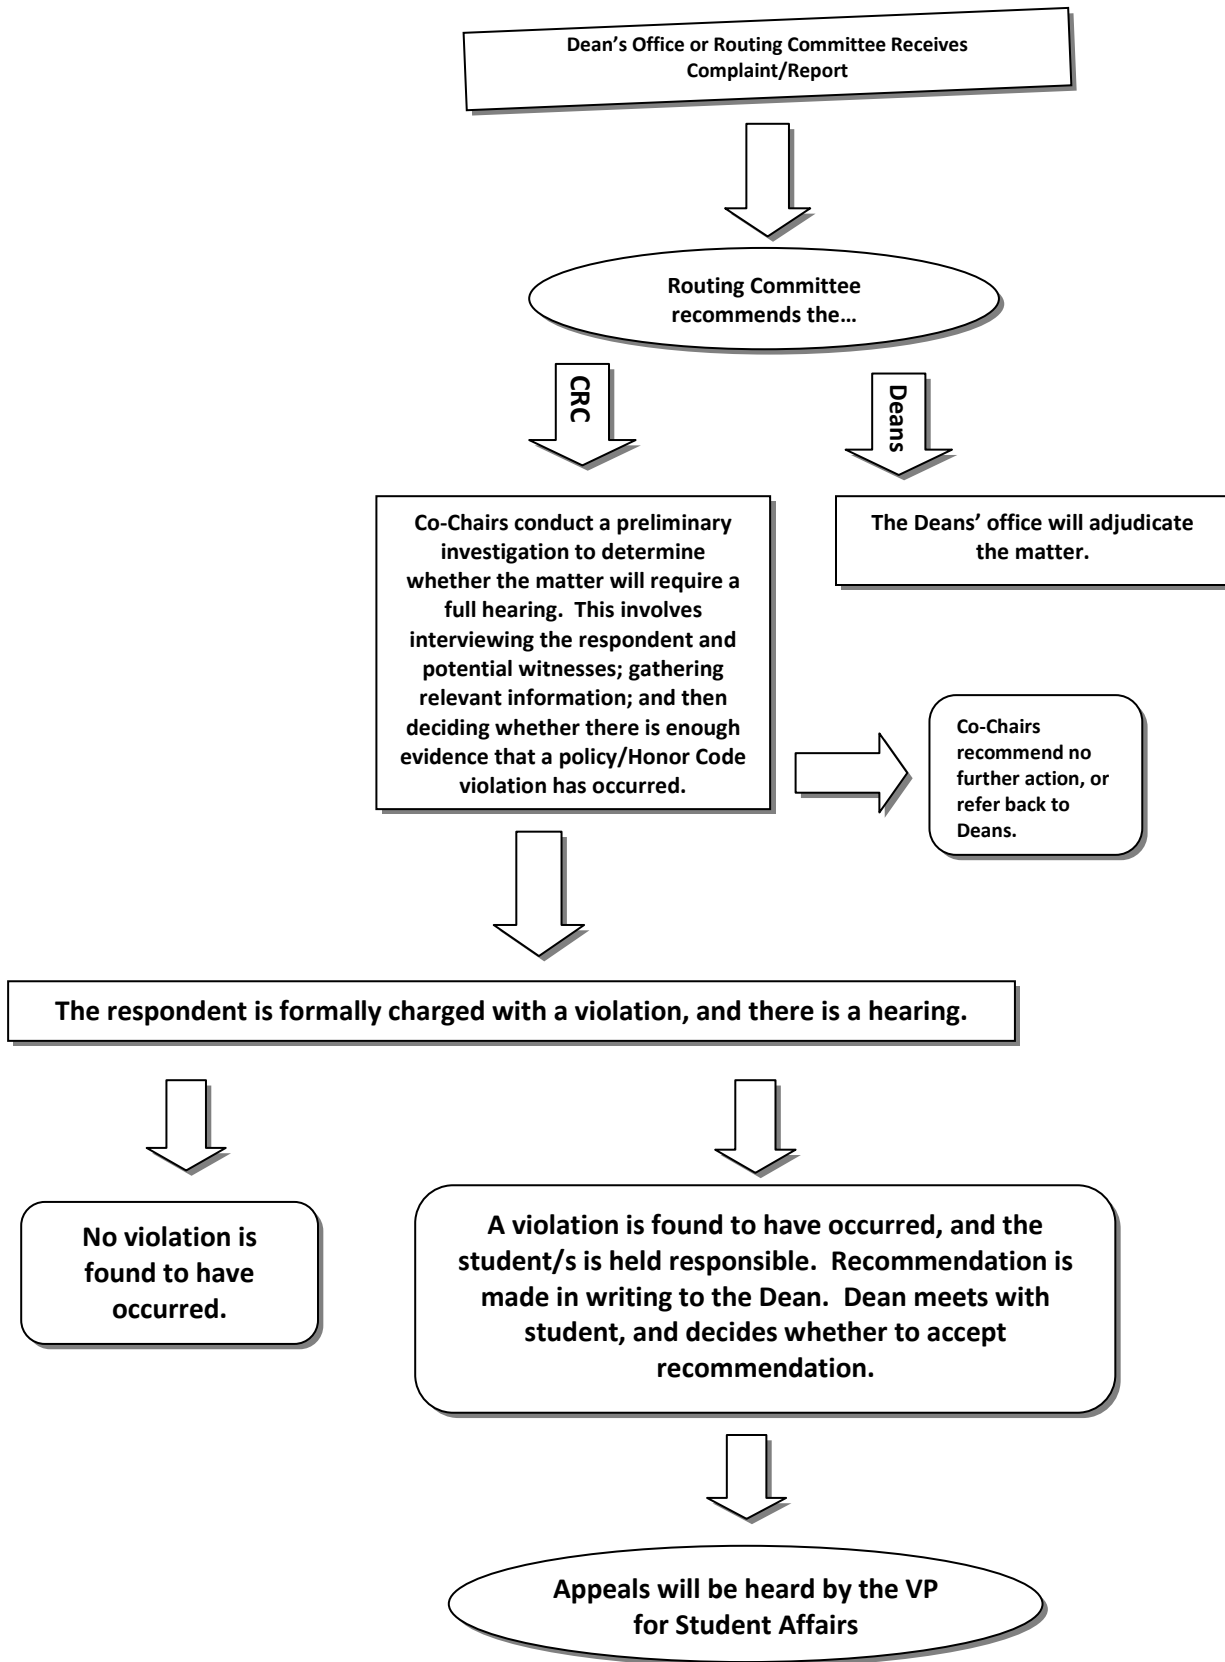 Dean’s Office or Routing Committee Receives
Complaint/Report
Routing Committee
recommends the…
CRC
Deans
Co-Chairs conduct a preliminary
investigation to determine
whether the matter will require a
full hearing.  This involves
interviewing the respondent and
potential witnesses; gathering
relevant information; and then
deciding whether there is enough
evidence that a policy/Honor Code
violation has occurred.
The Deans’ office will adjudicate
the matter.
Co-Chairs
recommend no
further action, or
refer back to
Deans.
The respondent is formally charged with a violation, and there is a hearing.
No violation is
found to have
occurred.
A violation is found to have occurred, and the
student/s is held responsible.  Recommendation is
made in writing to the Dean.  Dean meets with
student, and decides whether to accept
recommendation.
Appeals will be heard by the VP
for Student Affairs